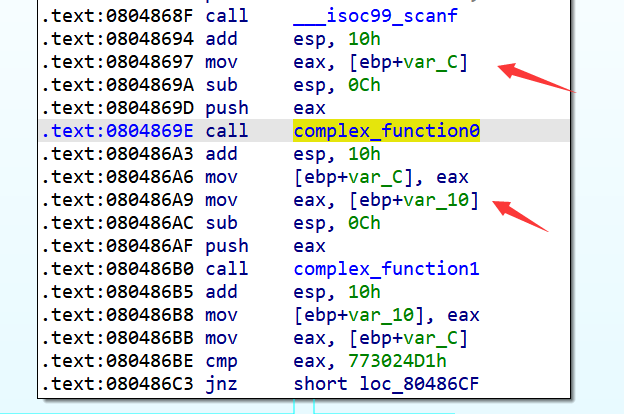 .text:0804868F call ___isoc99_scanf
.text:08048694 add esp, 10h
.text:08048697 mov eax, [ebp+var_C]
.text:0804869A sub esp, 0Ch
.text:0804869D push eax
.text:0804869E call complex_function0
.text:080486A3 add esp, 10h
.text:080486A6 mov [ebp+var_C], eax
.text:080486A9 mov eax, [ebp+var_10]
.text:080486AC sub esp, 0Ch
.text:080486AF push eax
.text:080486B0 call complex_function1
.text:080486B5 add esp, 10h
.text:080486B8 mov [ebp+var_10], eax
.text:080486BB mov eax, [ebp+var_C]
.text:080486BE cmp eax, 773024D1h
.text:080486C3 jnz short loc_80486CF